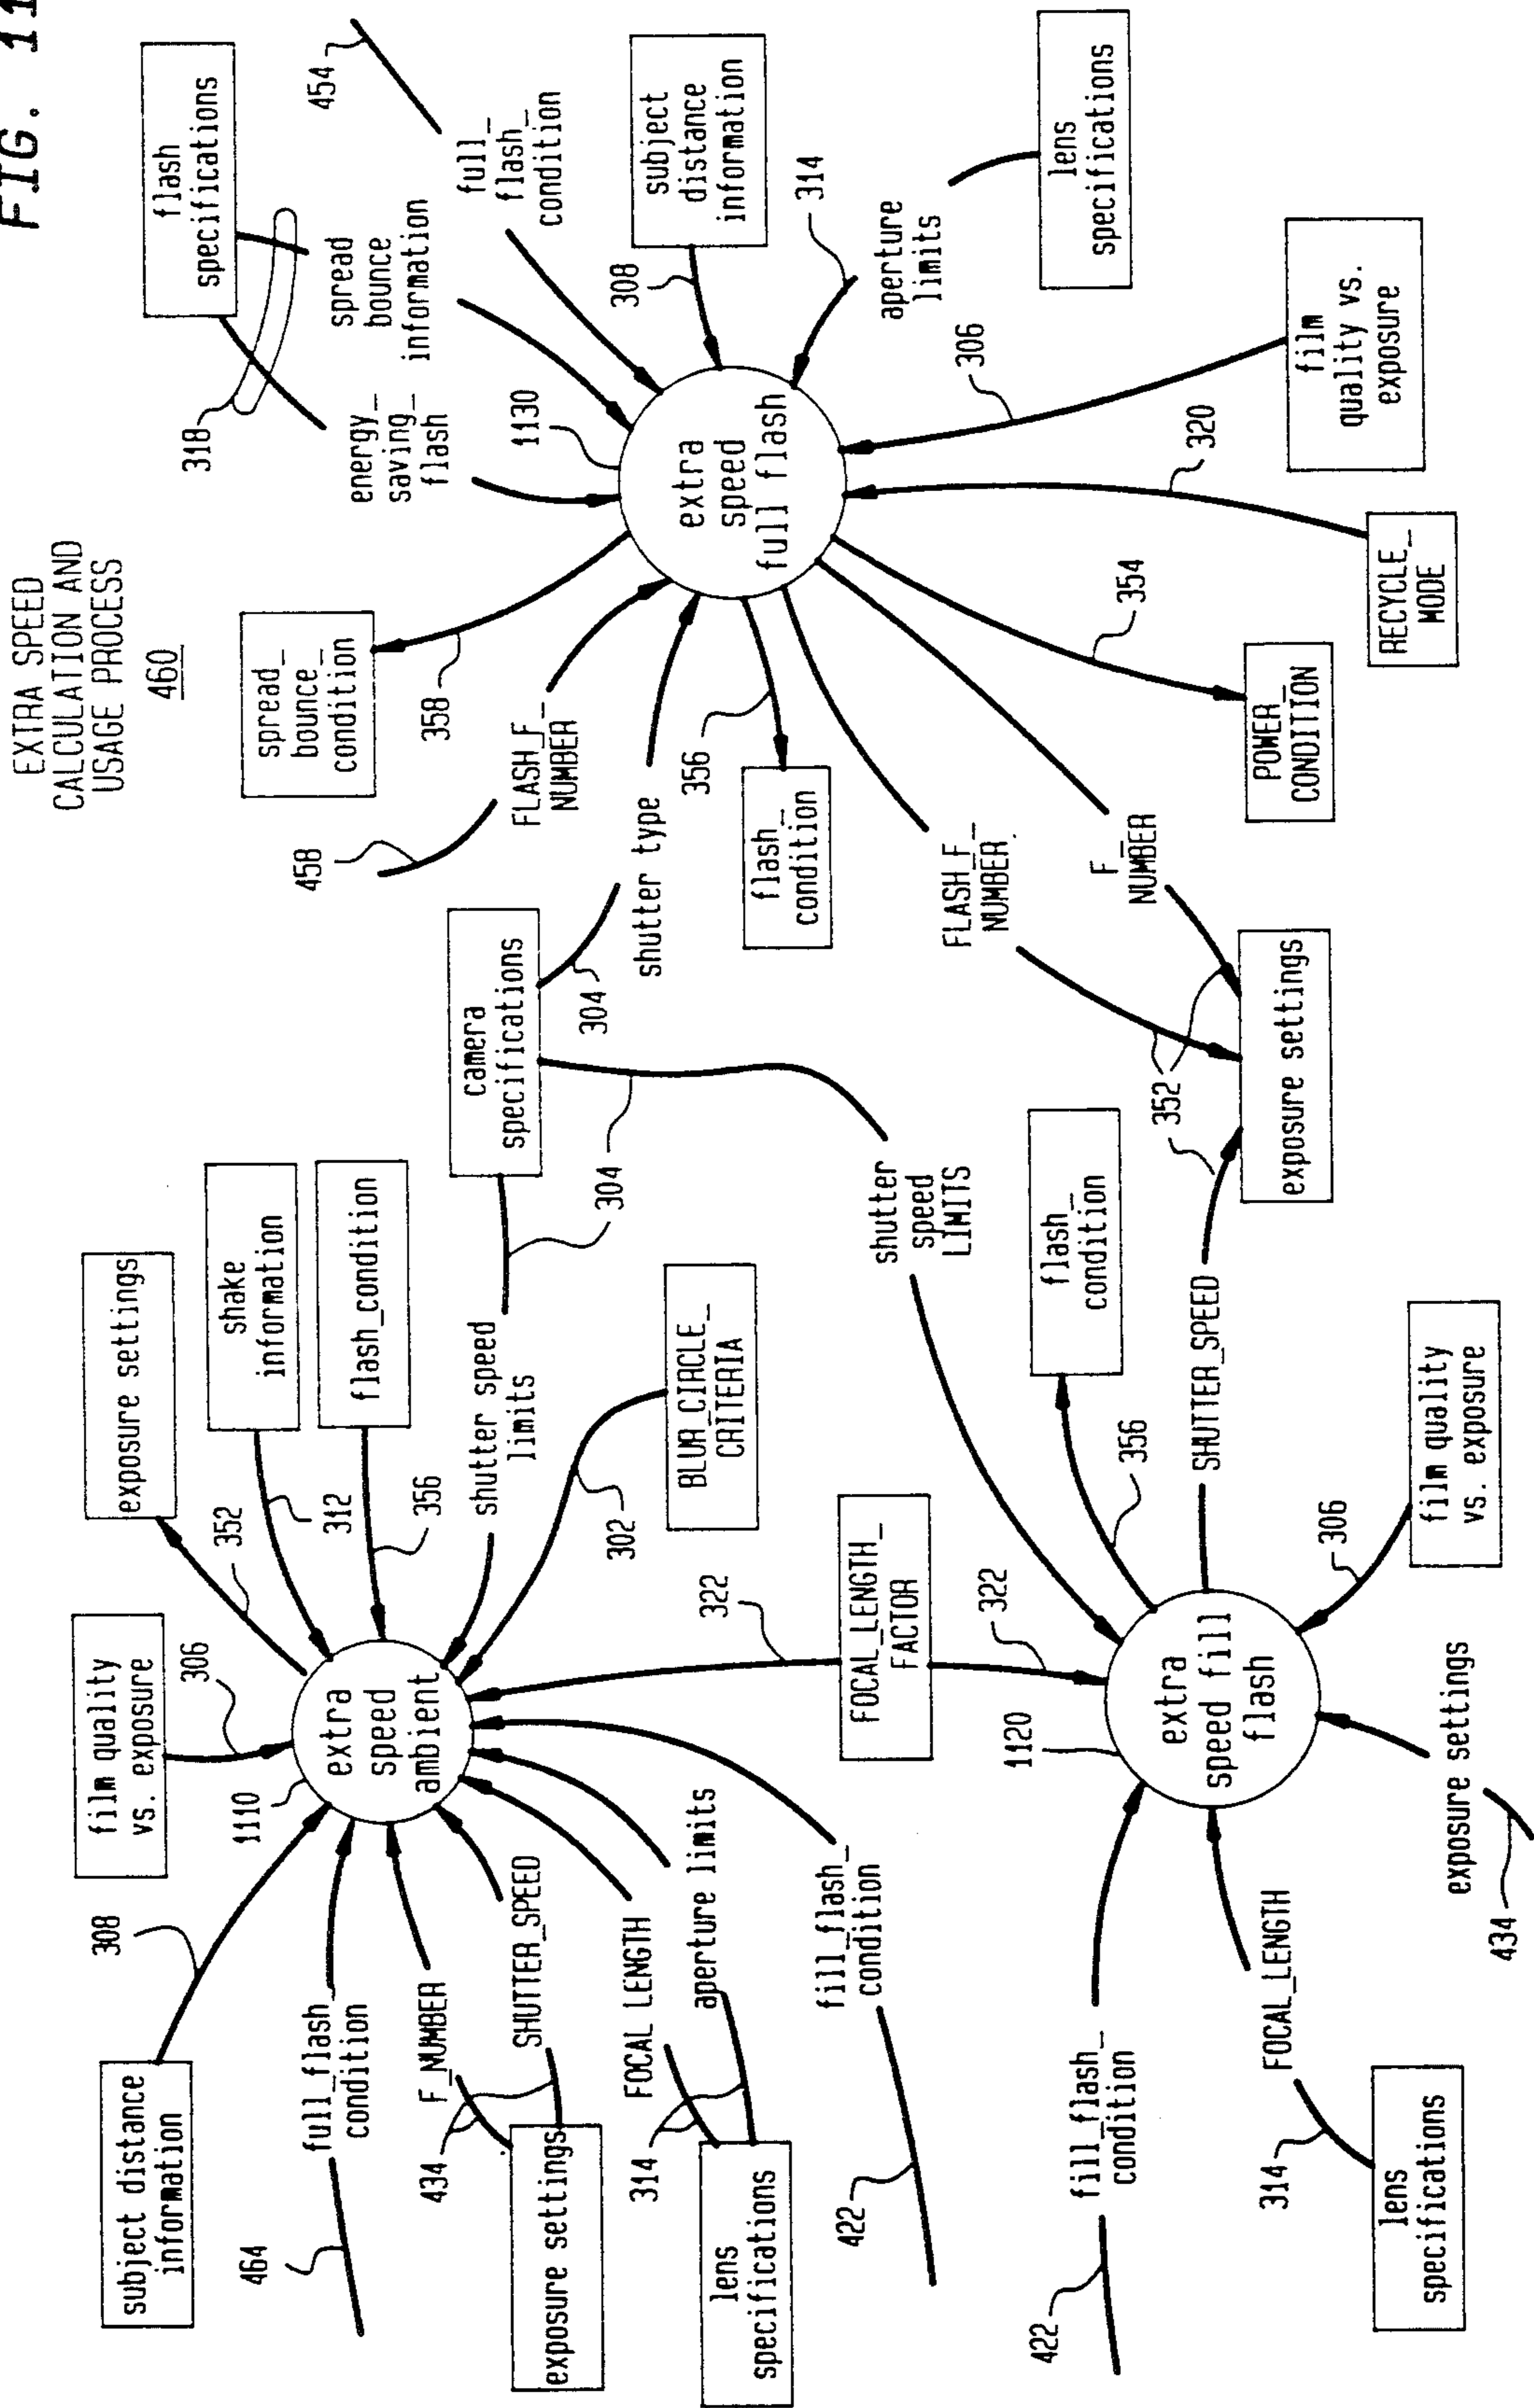 FIG. 11
EXTRA SPEED
CALCULATION AND
USAGE PROCESS
460
subject distance
information
308
film quality
vs. exposure
306
1110
exposure settings
352
shake
information
312
flash_condition
356
464
full_flash_
condition
extra
speed
ambient
434
F_NUMBER
SHUTTER_SPEED
exposure settings
shutter speed
limits
304
camera
specifications
304
304
shutter type
302
BLUR_CIRCLE_
CRITERIA
314
FOCAL LENGTH
aperture limits
lens
specifications
422
fill_flash_
condition
322
FOCAL_LENGTH_
FACTOR
322
shutter
speed
LIMITS
458
FLASH_F_
NUMBER
spread_
bounce_
condition
358
318
flash
specifications
energy_
saving_
flash
spread
bounce
information
454
full_
flash_
condition
1130
extra
speed
full flash
308
subject
distance
information
314
aperture
limits
lens
specifications
356
flash_
condition
FLASH_F_
NUMBER
F_
NUMBER
354
POWER_
CONDITION
320
RECYCLE_
MODE
306
film
quality vs.
exposure
422
fill_flash_
condition
1120
extra
speed fill
flash
356
flash_
condition
SHUTTER_SPEED
352
352
exposure settings
314
FOCAL_LENGTH
lens
specifications
434
exposure settings
306
film quality
vs. exposure